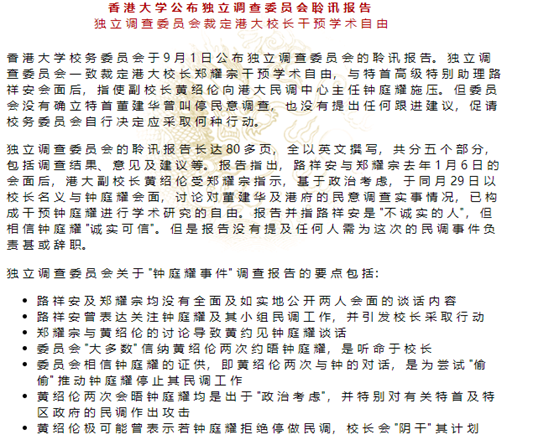 香港大学公布独立调查委员会聆讯报告
独立调查委员会裁定港大校长干预学术自由
香港大学校务委员会于9月1日公布独立调查委员会的聆讯报告。独立调
查委员会一致裁定港大校长郑耀宗干预学术自由，与特首高级特别助理路
祥安会面后，指使副校长黄绍伦向港大民调中心主任钟庭耀施压。但委员
会没有确立特首董建华曾叫停民意调查，也没有提出任何跟进建议，促请
校务委员会自行决定应采取何种行动。
独立调查委员会的聆讯报告长达80多页，全以英文撰写，共分五个部分，
包括调查结果、意见及建议等。报告指出，路祥安与郑耀宗去年1月6日的
会面后，港大副校长黄绍伦受郑耀宗指示，基于政治考虑，于同月29日以
校长名义与钟庭耀会面，讨论对董建华及港府的民意调查实事情况，已构
成干预钟庭耀进行学术研究的自由。报告并指路祥安是"不诚实的人"，但
相信钟庭耀"诚实可信"。但是报告没有提及任何人需为这次的民调事件负
责甚或辞职。
独立调查委员会关于"钟庭耀事件"调查报告的要点包括：
• 路祥安及郑耀宗均没有全面及如实地公开两人会面的谈话内容
• 路祥安曾表达关注钟庭耀及其小组民调工作，并引发校长采取行动
• 郑耀宗与黄绍伦的讨论导致黄约见钟庭耀谈话
• 委员会"大多数"信纳黄绍伦两次约晤钟庭耀，是听命于校长
• 委员会相信钟庭耀的证供，即黄绍伦两次与钟的对话，是为尝试"偷
偷"推动钟庭耀停止其民调工作
• 黄绍伦两次会晤钟庭耀均是出于"政治考虑"，并特别对有关特首及特
区政府的民调作出攻击
• 黄绍伦极可能曾表示若钟庭耀拒绝停做民调，校长会"阴干"其计划